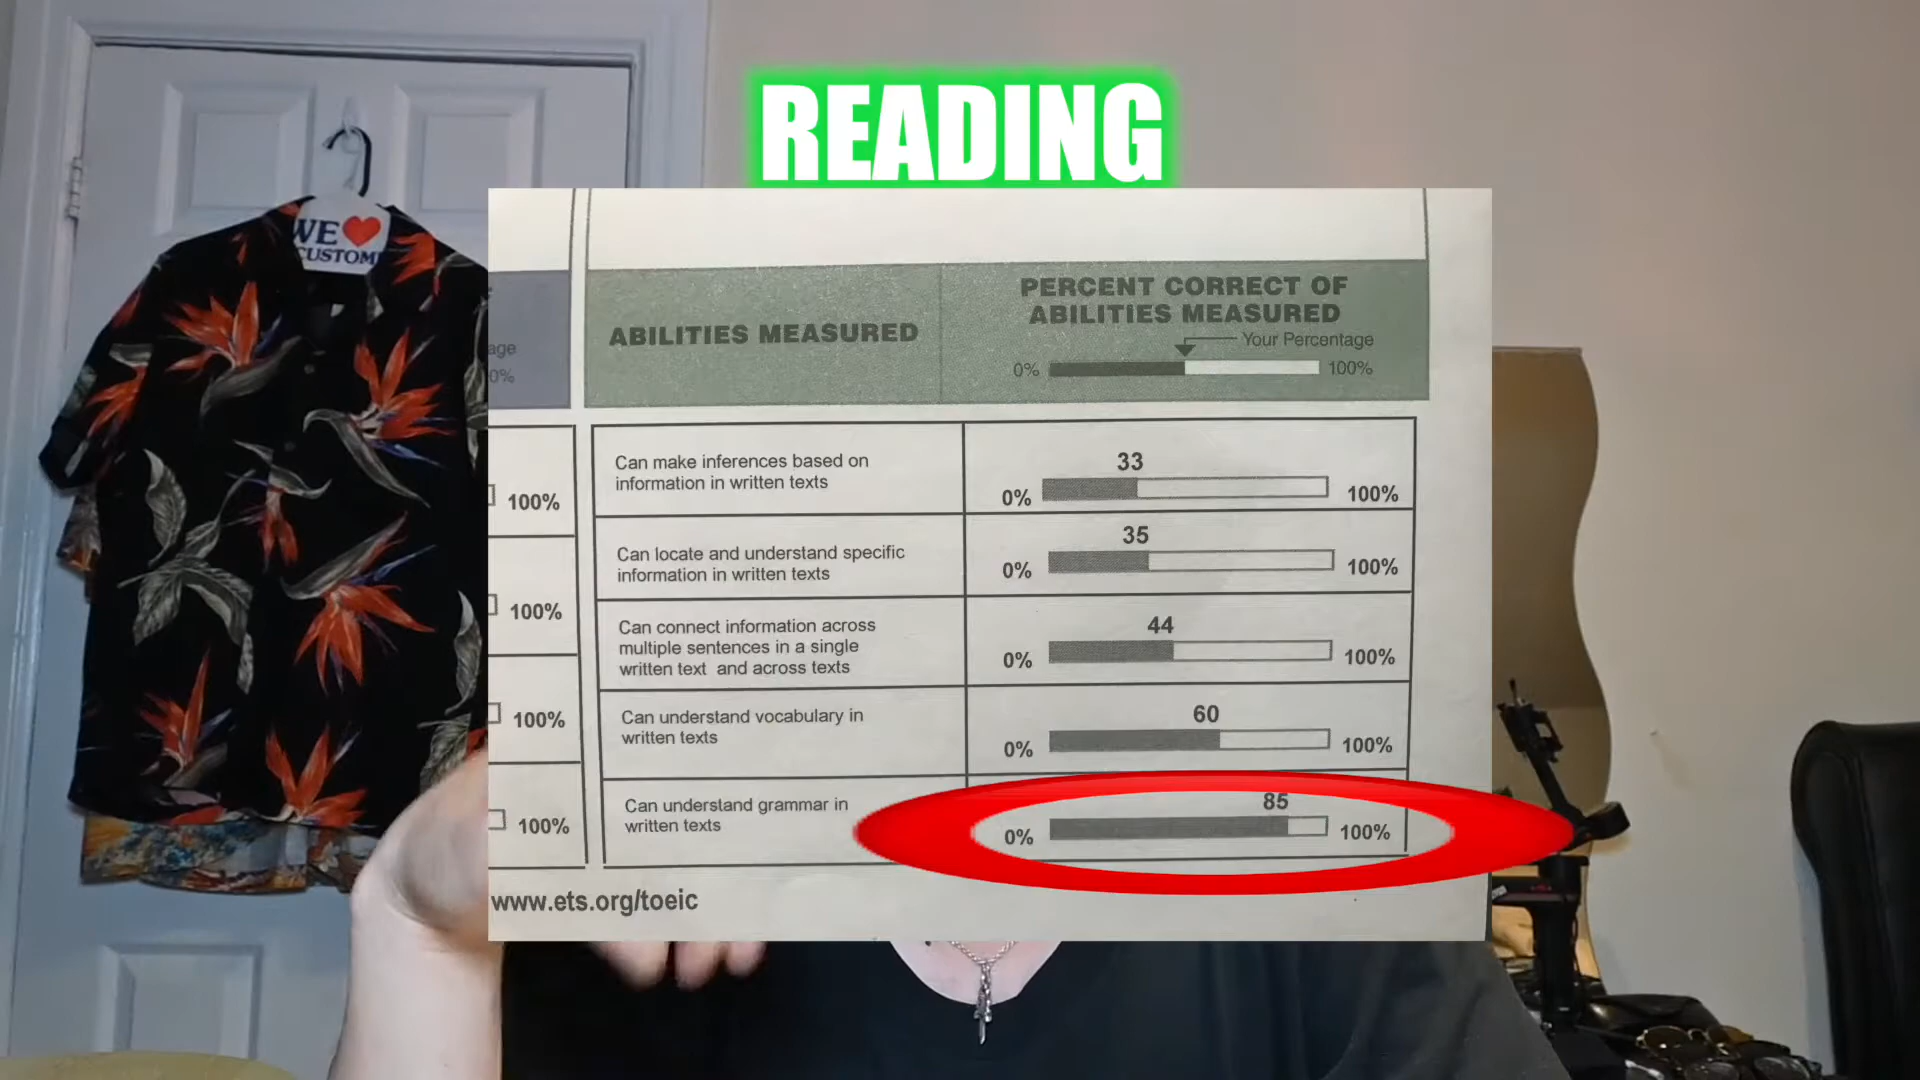 READING
WE
CUSTOM
age
0%
ABILITIES MEASURED
PERCENT CORRECT OF
ABILITIES MEASURED
Your Percentage
0% 100%
100%
100%
100%
100%
Can make inferences based on
information in written texts
33
0% 100%
Can locate and understand specific
information in written texts
35
0% 100%
Can connect information across
multiple sentences in a single
written text and across texts
44
0% 100%
Can understand vocabulary in
written texts
60
0% 100%
Can understand grammar in
written texts
85
0% 100%
www.ets.org/toeic